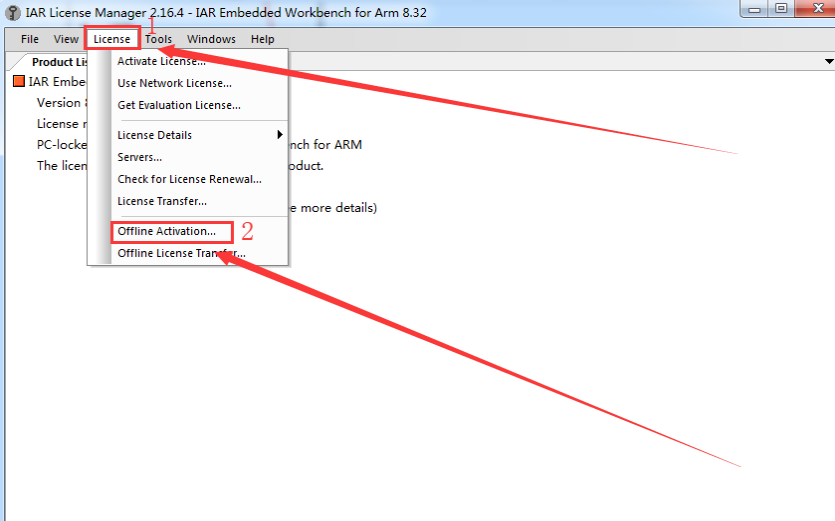 IAR License Manager 2.16.4 - IAR Embedded Workbench for Arm 8.32
1
File View License Tools Windows Help
Product
Activate License...
IAR
Use Network License...
Version
Get Evaluation License...
License
License Details
PC-locke
nch for ARM
Servers...
The licen
oduct.
Check for License Renewal...
License Transfer...
e more details)
Offline Activation...
2
Offline License Transfer...